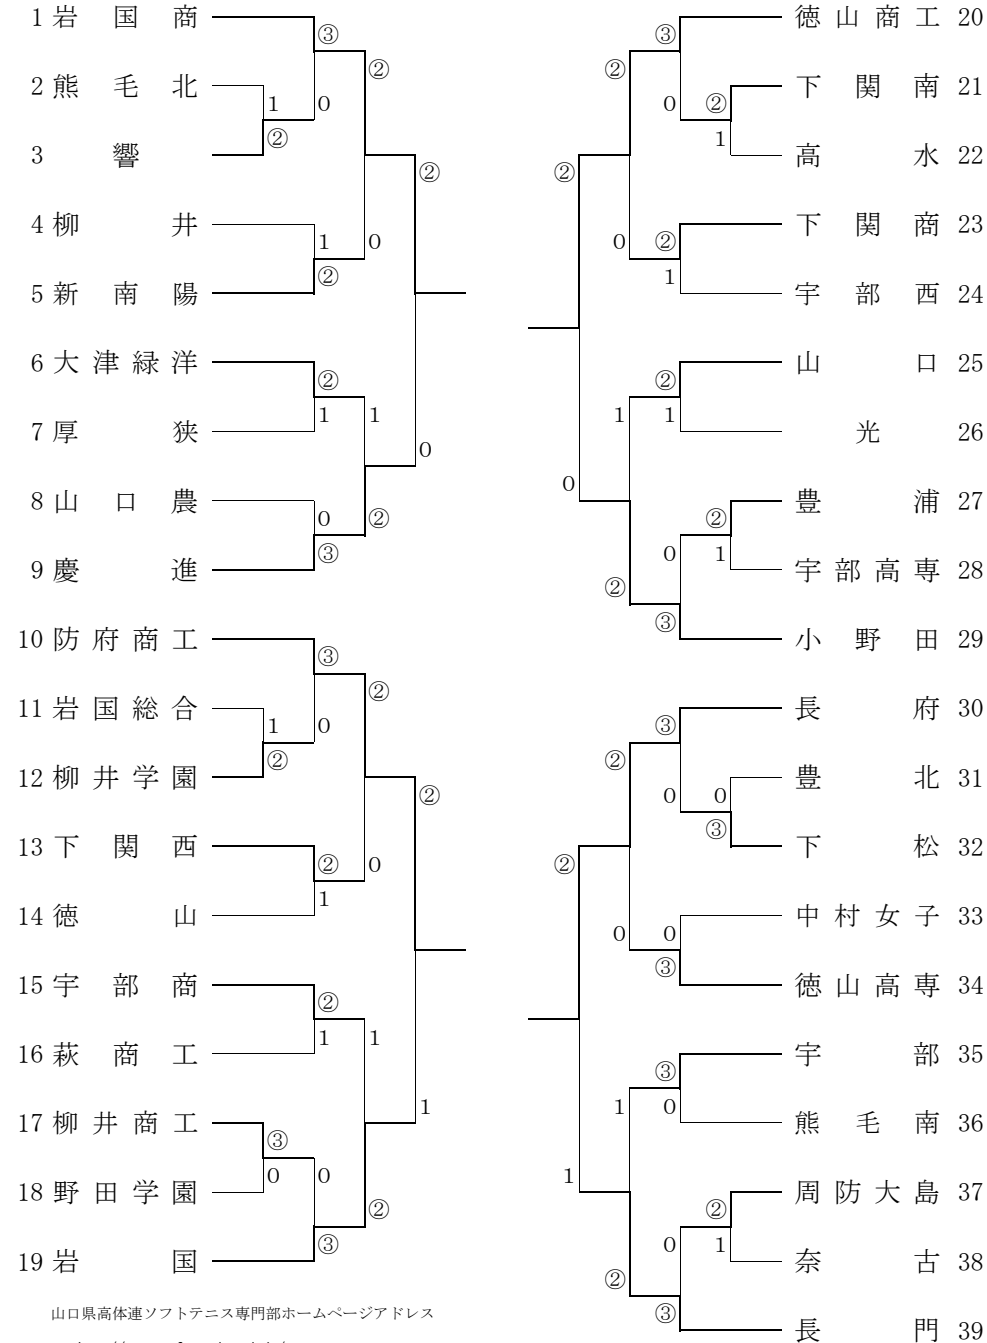 1 岩国商
2 熊毛北
3 響
4 柳井
5 新南陽
6 大津緑洋
7 厚狭
8 山口農
9 慶進
10 防府商工
11 岩国総合
12 柳井学園
13 下関西
14 徳山
15 宇部商
16 萩商工
17 柳井商工
18 野田学園
19 岩国
③
1
②
0
②
1
②
0
②
②
1
1
0
③
②
0
③
1
②
0
②
②
1
0
②
②
1
1
③
0
0
③
②
1
山口県高体連ソフトテニス専門部ホームページアドレス
徳山商工 20
下関南 21
高水 22
下関商 23
宇部西 24
山口 25
光 26
豊浦 27
宇部高専 28
小野田 29
長府 30
豊北 31
下松 32
中村女子 33
徳山高専 34
宇部 35
熊毛南 36
周防大島 37
奈古 38
長門 39
③
②
0
②
1
②
0
②
1
②
1
1
0
②
0
1
②
③
③
②
0
0
③
②
0
0
③
③
1
0
1
②
0
1
②
③